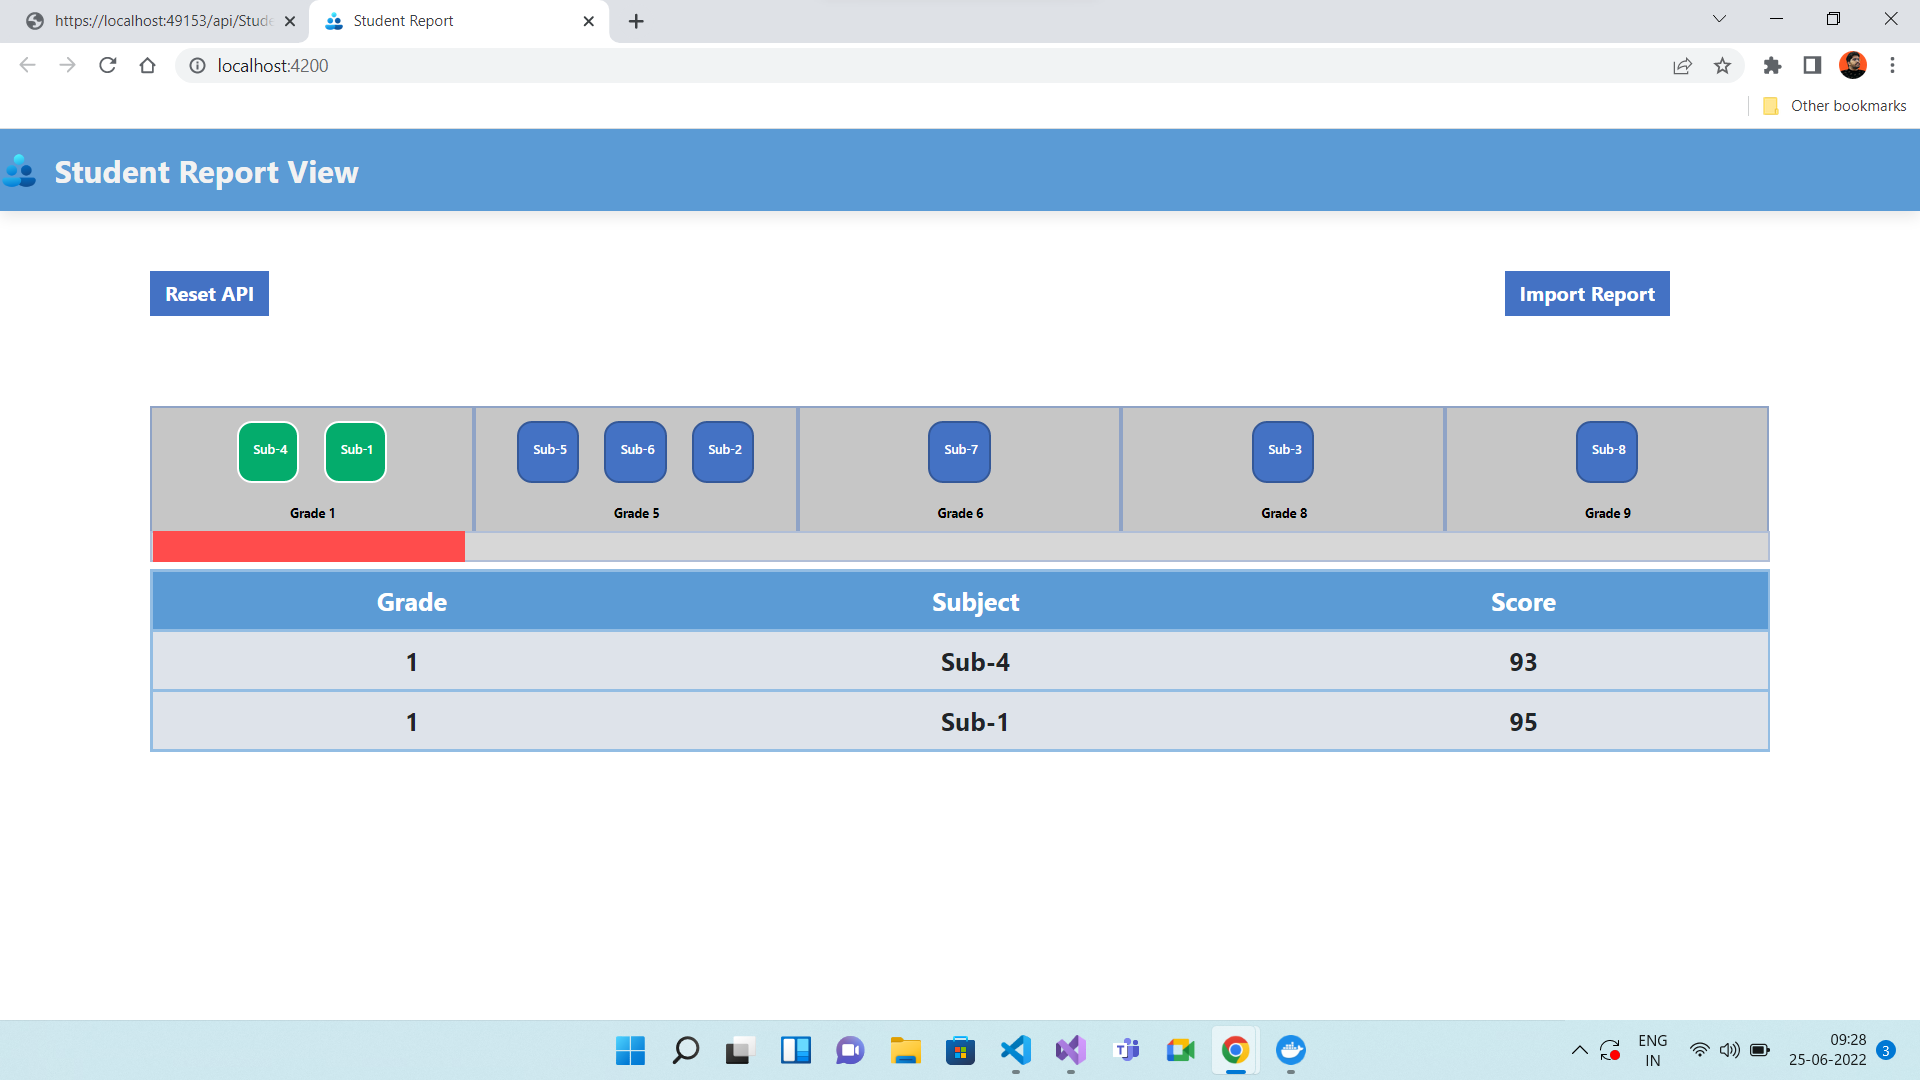 https://localhost:49153/api/Stude
Student Report
localhost:4200
Other bookmarks
Student Report View
Reset API
Import Report
Sub-4 Sub-1 Sub-5 Sub-6 Sub-2 Sub-7 Sub-3 Sub-8
Grade 1 Grade 5 Grade 6 Grade 8 Grade 9
Grade Subject Score
1 Sub-4 93
1 Sub-1 95
ENG
IN
09:28
25-06-2022
3